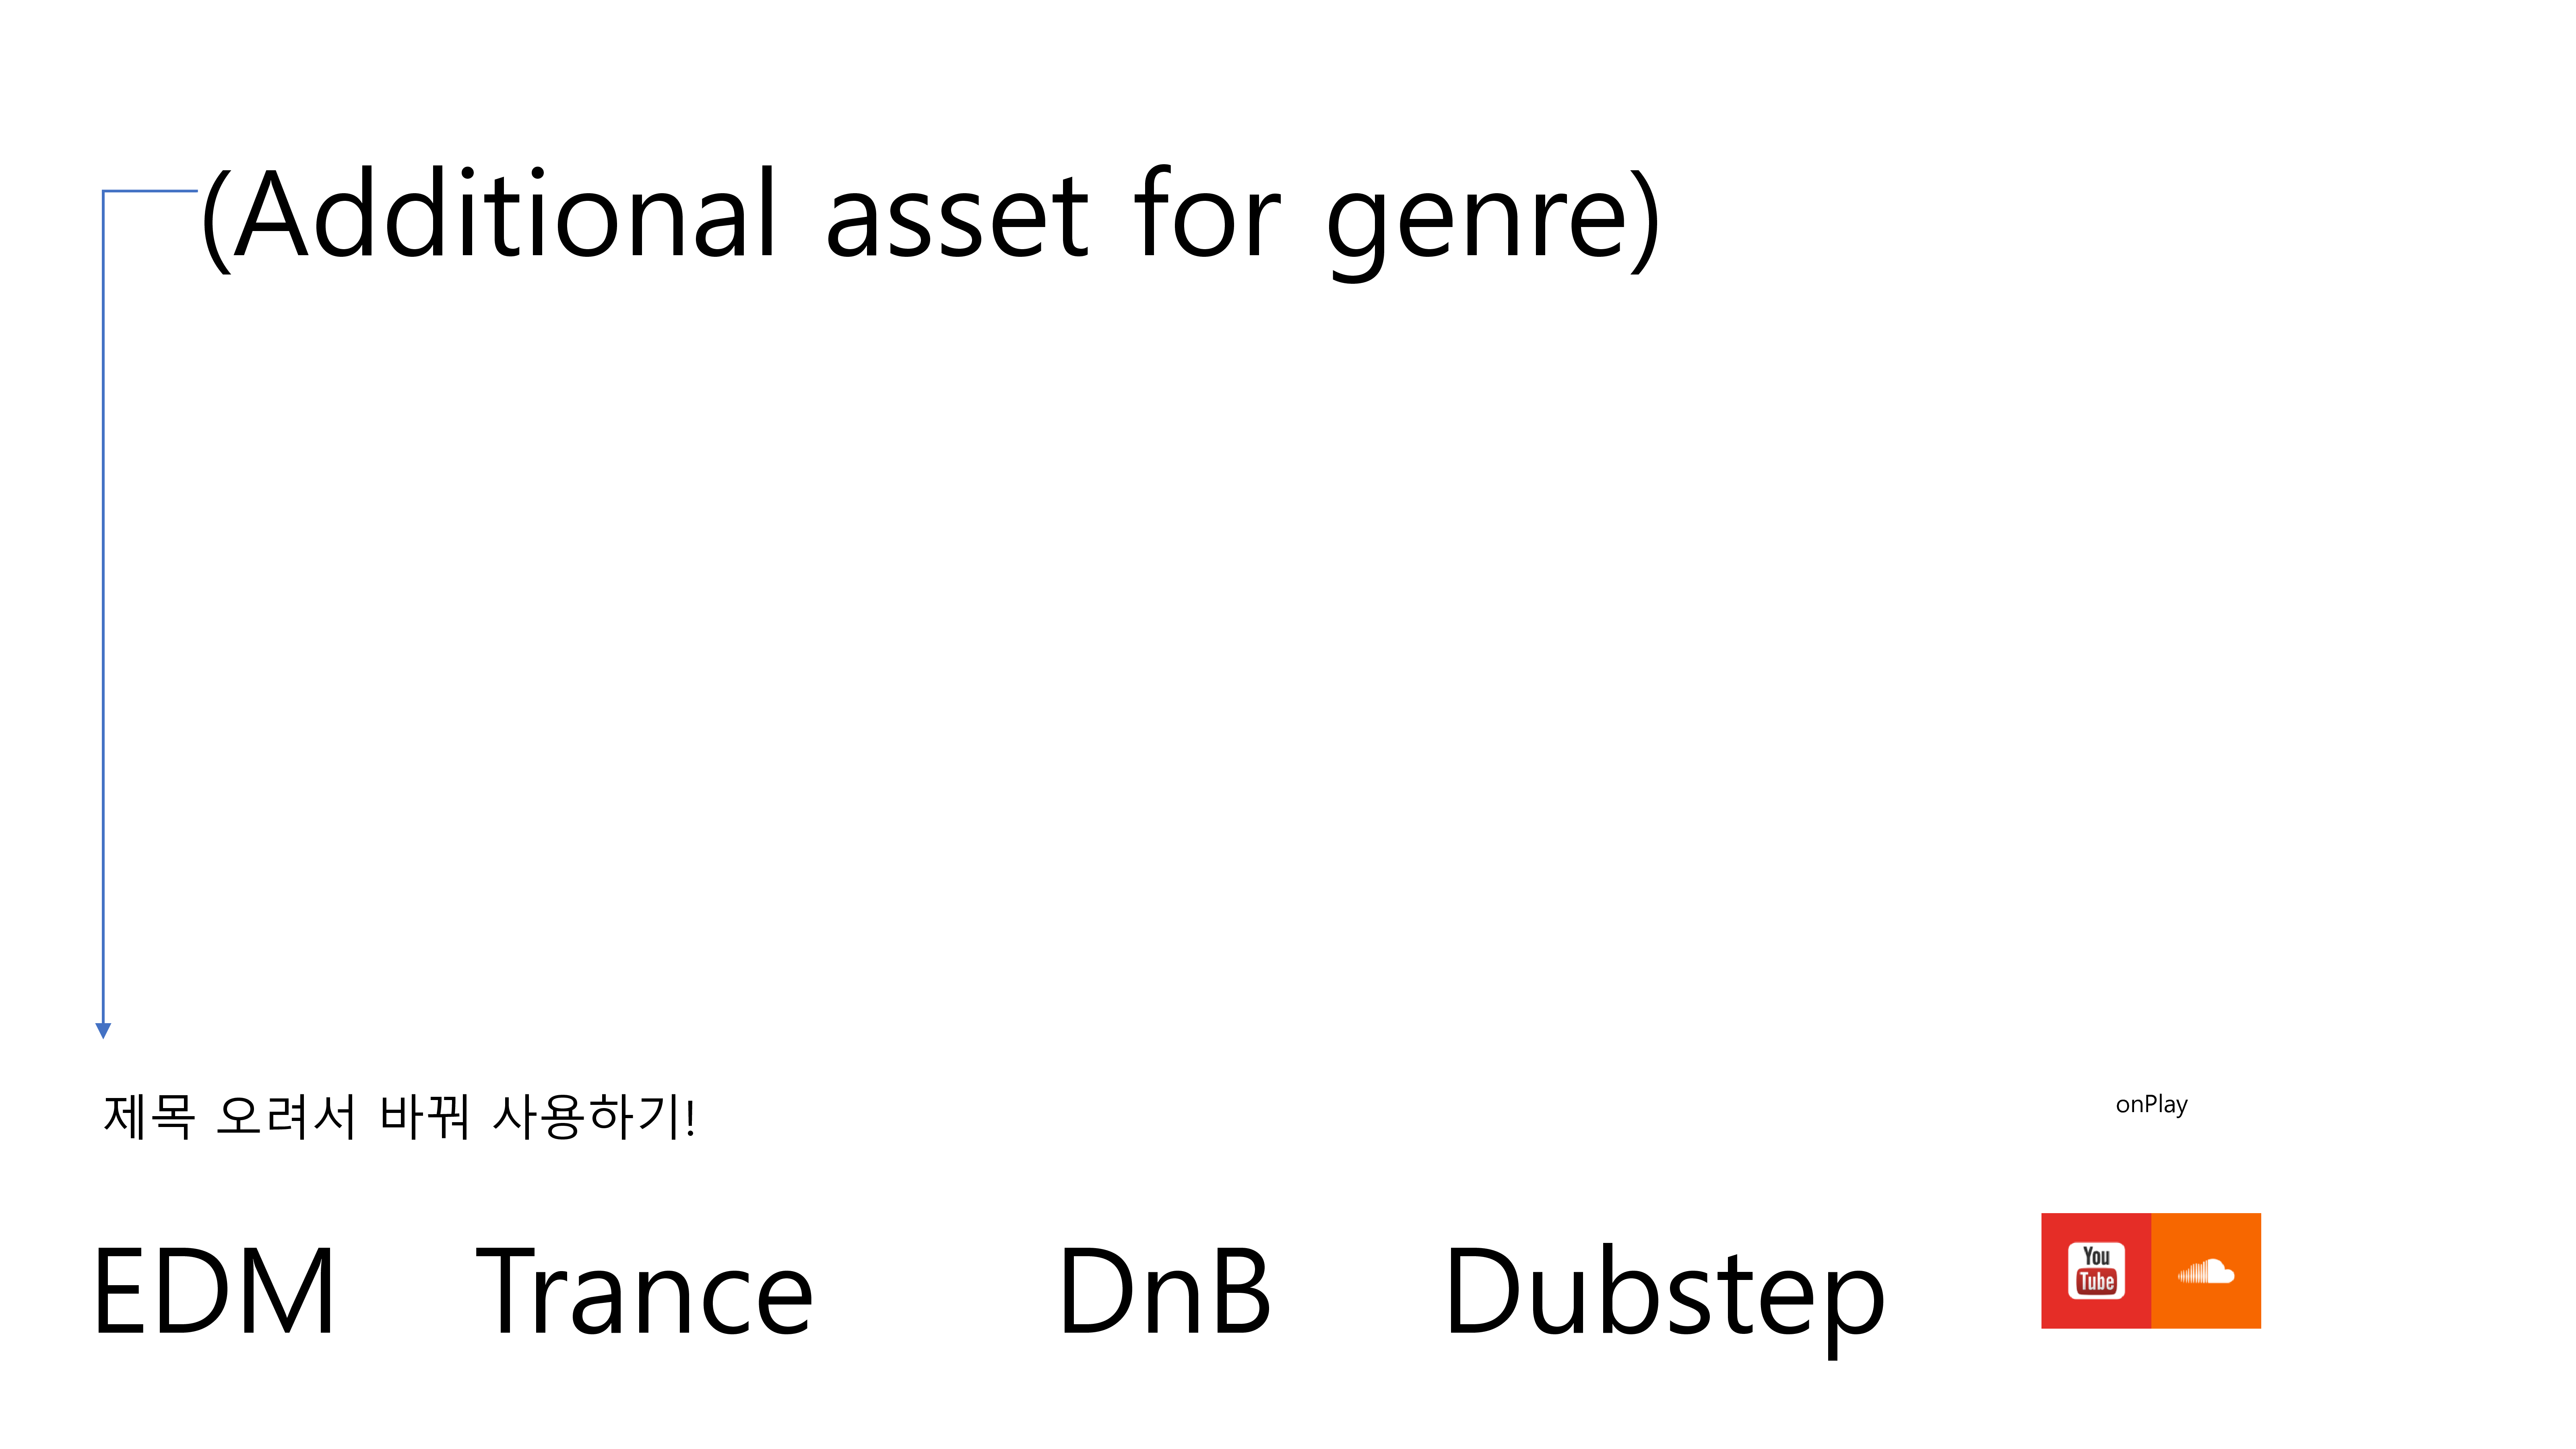 (Additional asset for genre)
제목 오려서 바꿔 사용하기!
onPlay
EDM Trance DnB Dubstep
You
Tube